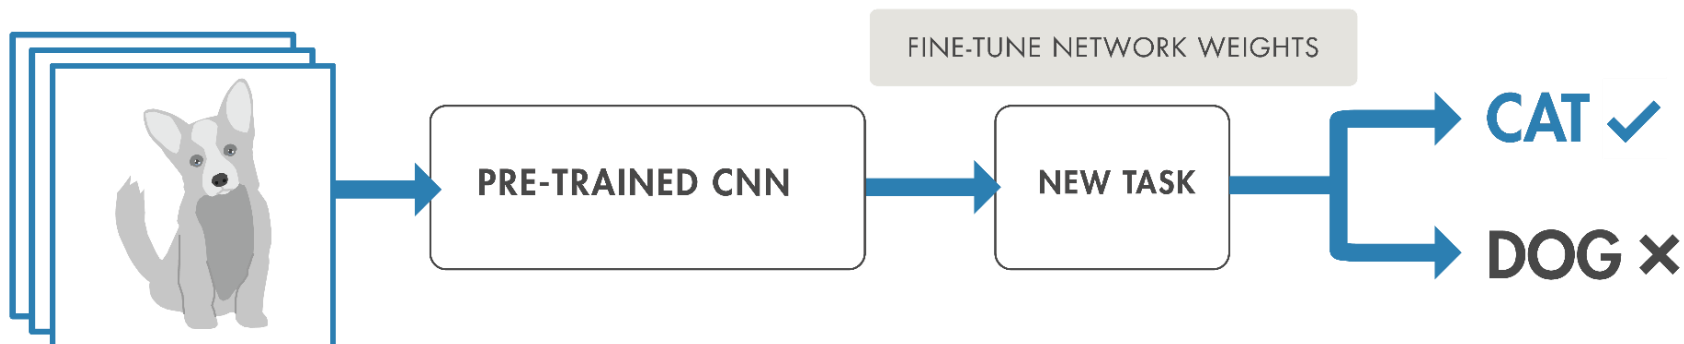 FINE-TUNE NETWORK WEIGHTS
PRE-TRAINED CNN
NEW TASK
CAT ✓
DOG ✕